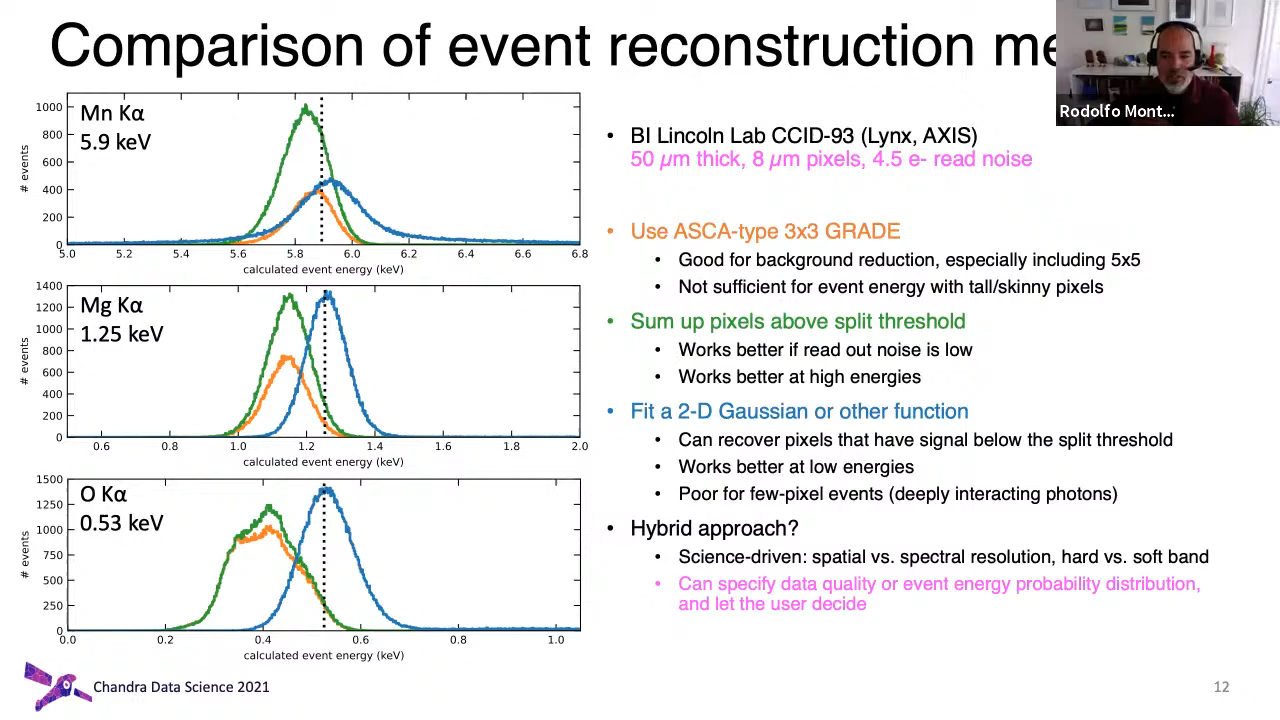 Comparison of event reconstruction me
Rodolfo Mont...
Mn Kα
5.9 keV
# events
1000
800
600
400
200
0
5.0 5.2 5.4 5.6 5.8 6.0 6.2 6.4 6.6 6.8
calculated event energy (keV)
Mg Kα
1.25 keV
# events
1400
1200
1000
800
600
400
200
0
0.6 0.8 1.0 1.2 1.4 1.6 1.8 2.0
calculated event energy (keV)
O Kα
0.53 keV
# events
1500
1250
1000
750
500
250
0
0.0 0.2 0.4 0.6 0.8 1.0
calculated event energy (keV)
• BI Lincoln Lab CCID-93 (Lynx, AXIS)
50 µm thick, 8 µm pixels, 4.5 e- read noise
• Use ASCA-type 3x3 GRADE
• Good for background reduction, especially including 5x5
• Not sufficient for event energy with tall/skinny pixels
• Sum up pixels above split threshold
• Works better if read out noise is low
• Works better at high energies
• Fit a 2-D Gaussian or other function
• Can recover pixels that have signal below the split threshold
• Works better at low energies
• Poor for few-pixel events (deeply interacting photons)
• Hybrid approach?
• Science-driven: spatial vs. spectral resolution, hard vs. soft band
• Can specify data quality or event energy probability distribution,
and let the user decide
Chandra Data Science 2021
12